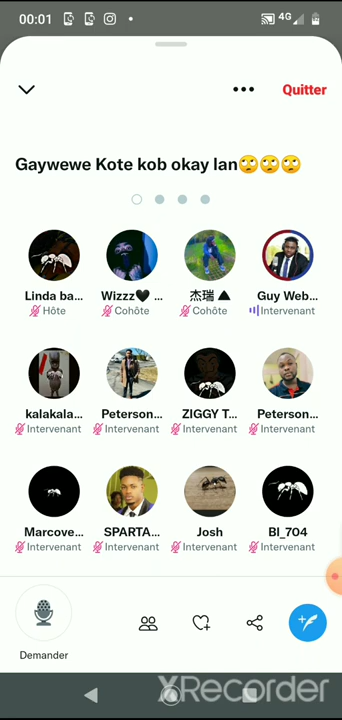 00:01
4G
Quitter
Gaywewe Kote kob okay lan🙄🙄🙄
Linda ba... Wizzz🖤 ... 杰瑞 ▲ Guy Web...
Hôte Cohôte Cohôte Intervenant
kalakala... Peterson... ZIGGY T... Peterson...
Intervenant Intervenant Intervenant Intervenant
Marcove... SPARTA... Josh BI_704
Intervenant Intervenant Intervenant Intervenant
Demander
XRecorder